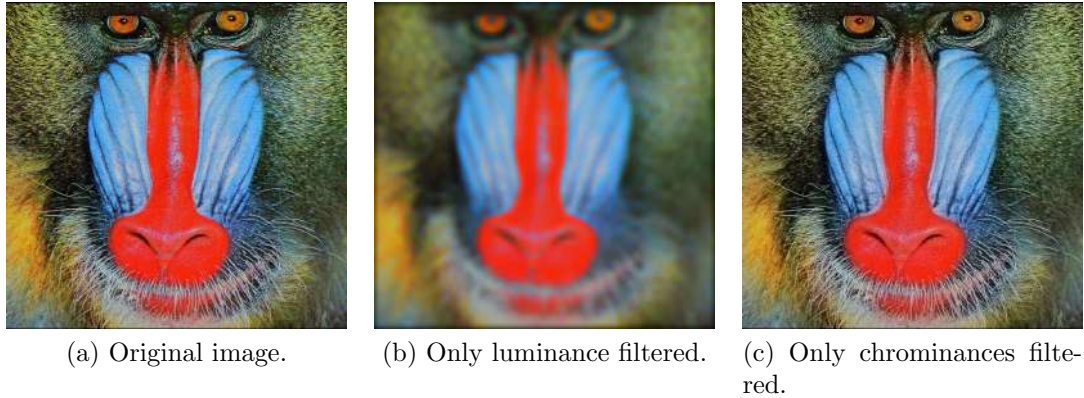 (a) Original image.
(b) Only luminance filtered.
(c) Only chrominances filte-
red.